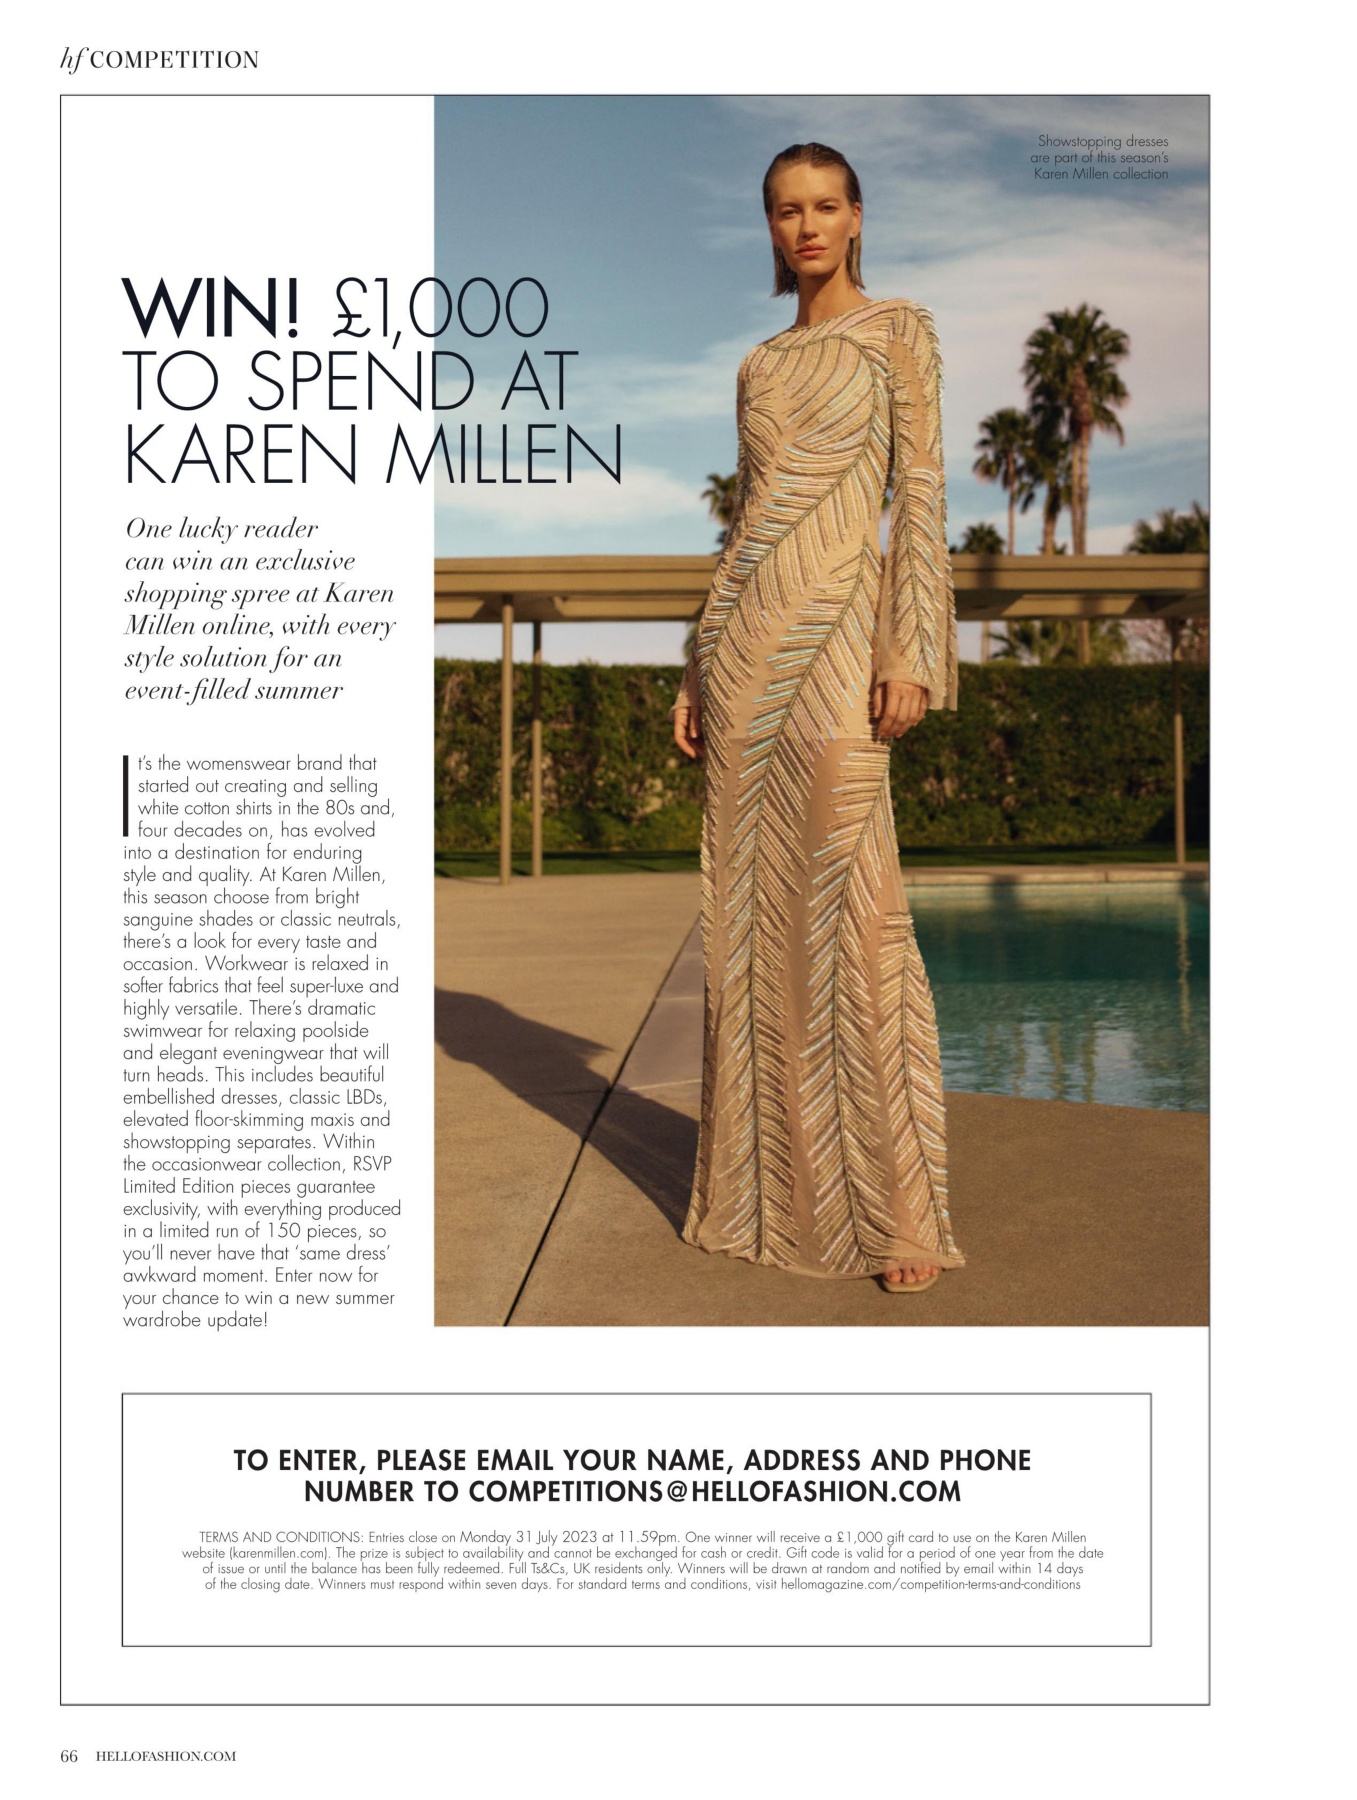 hf COMPETITION
Showstopping dresses
are part of this season's
Karen Millen collection
WIN! £1,000
TO SPEND AT
KAREN MILLEN
One lucky reader
can win an exclusive
shopping spree at Karen
Millen online, with every
style solution for an
event-filled summer
It's the womenswear brand that
started out creating and selling
white cotton shirts in the 80s and,
four decades on, has evolved
into a destination for enduring
style and quality. At Karen Millen,
this season choose from bright
sanguine shades or classic neutrals,
there's a look for every taste and
occasion. Workwear is relaxed in
softer fabrics that feel super-luxe and
highly versatile. There's dramatic
swimwear for relaxing poolside
and elegant eveningwear that will
turn heads. This includes beautiful
embellished dresses, classic LBDs,
elevated floor-skimming maxis and
showstopping separates. Within
the occasionwear collection, RSVP
Limited Edition pieces guarantee
exclusivity, with everything produced
in a limited run of 150 pieces, so
you'll never have that 'same dress'
awkward moment. Enter now for
your chance to win a new summer
wardrobe update!
TO ENTER, PLEASE EMAIL YOUR NAME, ADDRESS AND PHONE
NUMBER TO COMPETITIONS@HELLOFASHION.COM
TERMS AND CONDITIONS: Entries close on Monday 31 July 2023 at 11.59pm. One winner will receive a £1,000 gift card to use on the Karen Millen
website (karenmillen.com). The prize is subject to availability and cannot be exchanged for cash or credit. Gift code is valid for a period of one year from the date
of issue or until the balance has been fully redeemed. Full Ts&Cs, UK residents only. Winners will be drawn at random and notified by email within 14 days
of the closing date. Winners must respond within seven days. For standard terms and conditions, visit hellomagazine.com/competition-terms-and-conditions
66 HELLOFASHION.COM